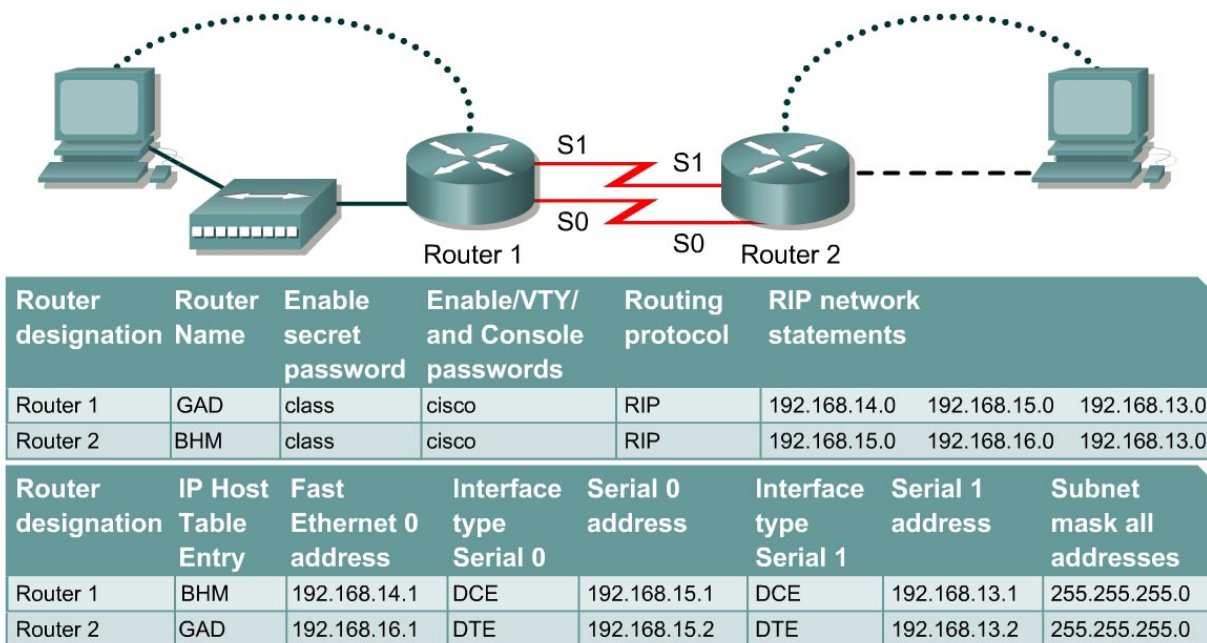 S1
S1
S0
S0
Router 1
Router 2
Router designation Router Name Enable secret password Enable/VTY/ and Console passwords Routing protocol RIP network statements
Router 1 GAD class cisco RIP 192.168.14.0 192.168.15.0 192.168.13.0
Router 2 BHM class cisco RIP 192.168.15.0 192.168.16.0 192.168.13.0
Router designation IP Host Table Entry Fast Ethernet 0 address Interface type Serial 0 Serial 0 address Interface type Serial 1 Serial 1 address Subnet mask all addresses
Router 1 BHM 192.168.14.1 DCE 192.168.15.1 DCE 192.168.13.1 255.255.255.0
Router 2 GAD 192.168.16.1 DTE 192.168.15.2 DTE 192.168.13.2 255.255.255.0